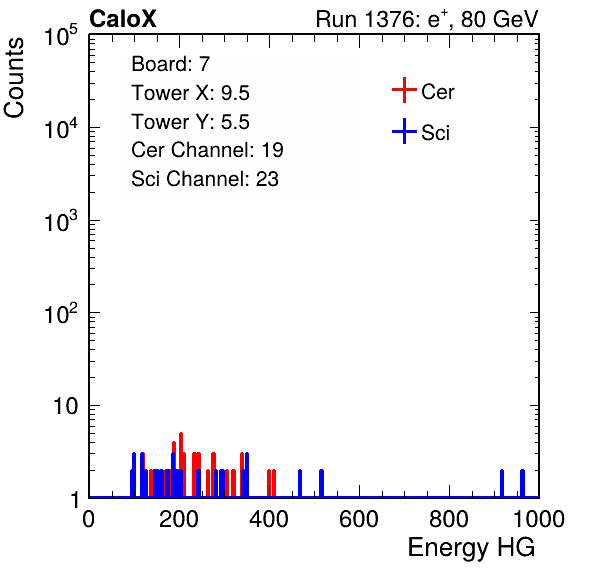 CaloX Run 1376: e⁺, 80 GeV
Counts
10⁵
10⁴
10³
10²
10
1
Board: 7
Tower X: 9.5
Tower Y: 5.5
Cer Channel: 19
Sci Channel: 23
Cer
Sci
0 200 400 600 800 1000
Energy HG